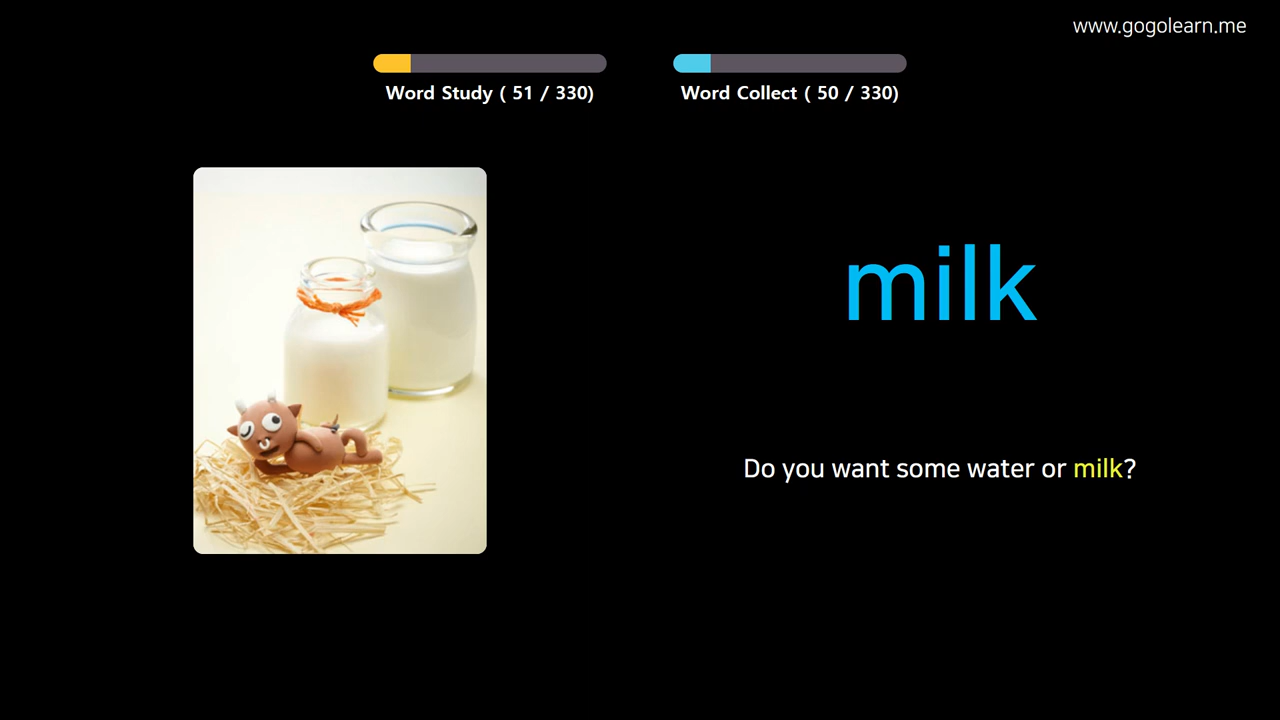 www.gogolearn.me
Word Study ( 51 / 330)
Word Collect ( 50 / 330)
milk
Do you want some water or milk?